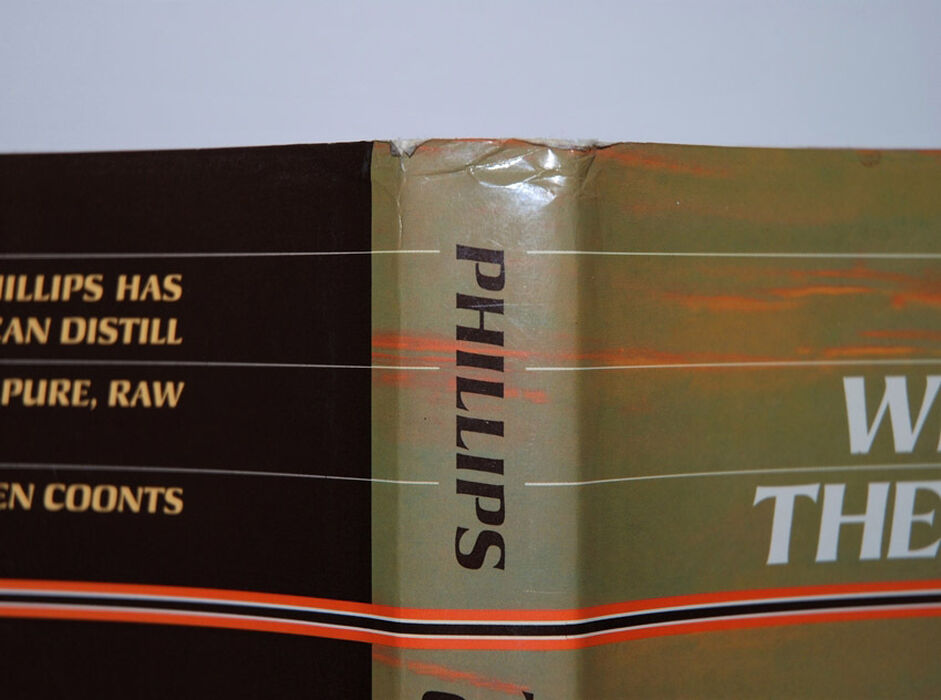 HILLIPS HAS
CAN DISTILL
PURE, RAW
EN COONTS
PHILLIPS
W
THE